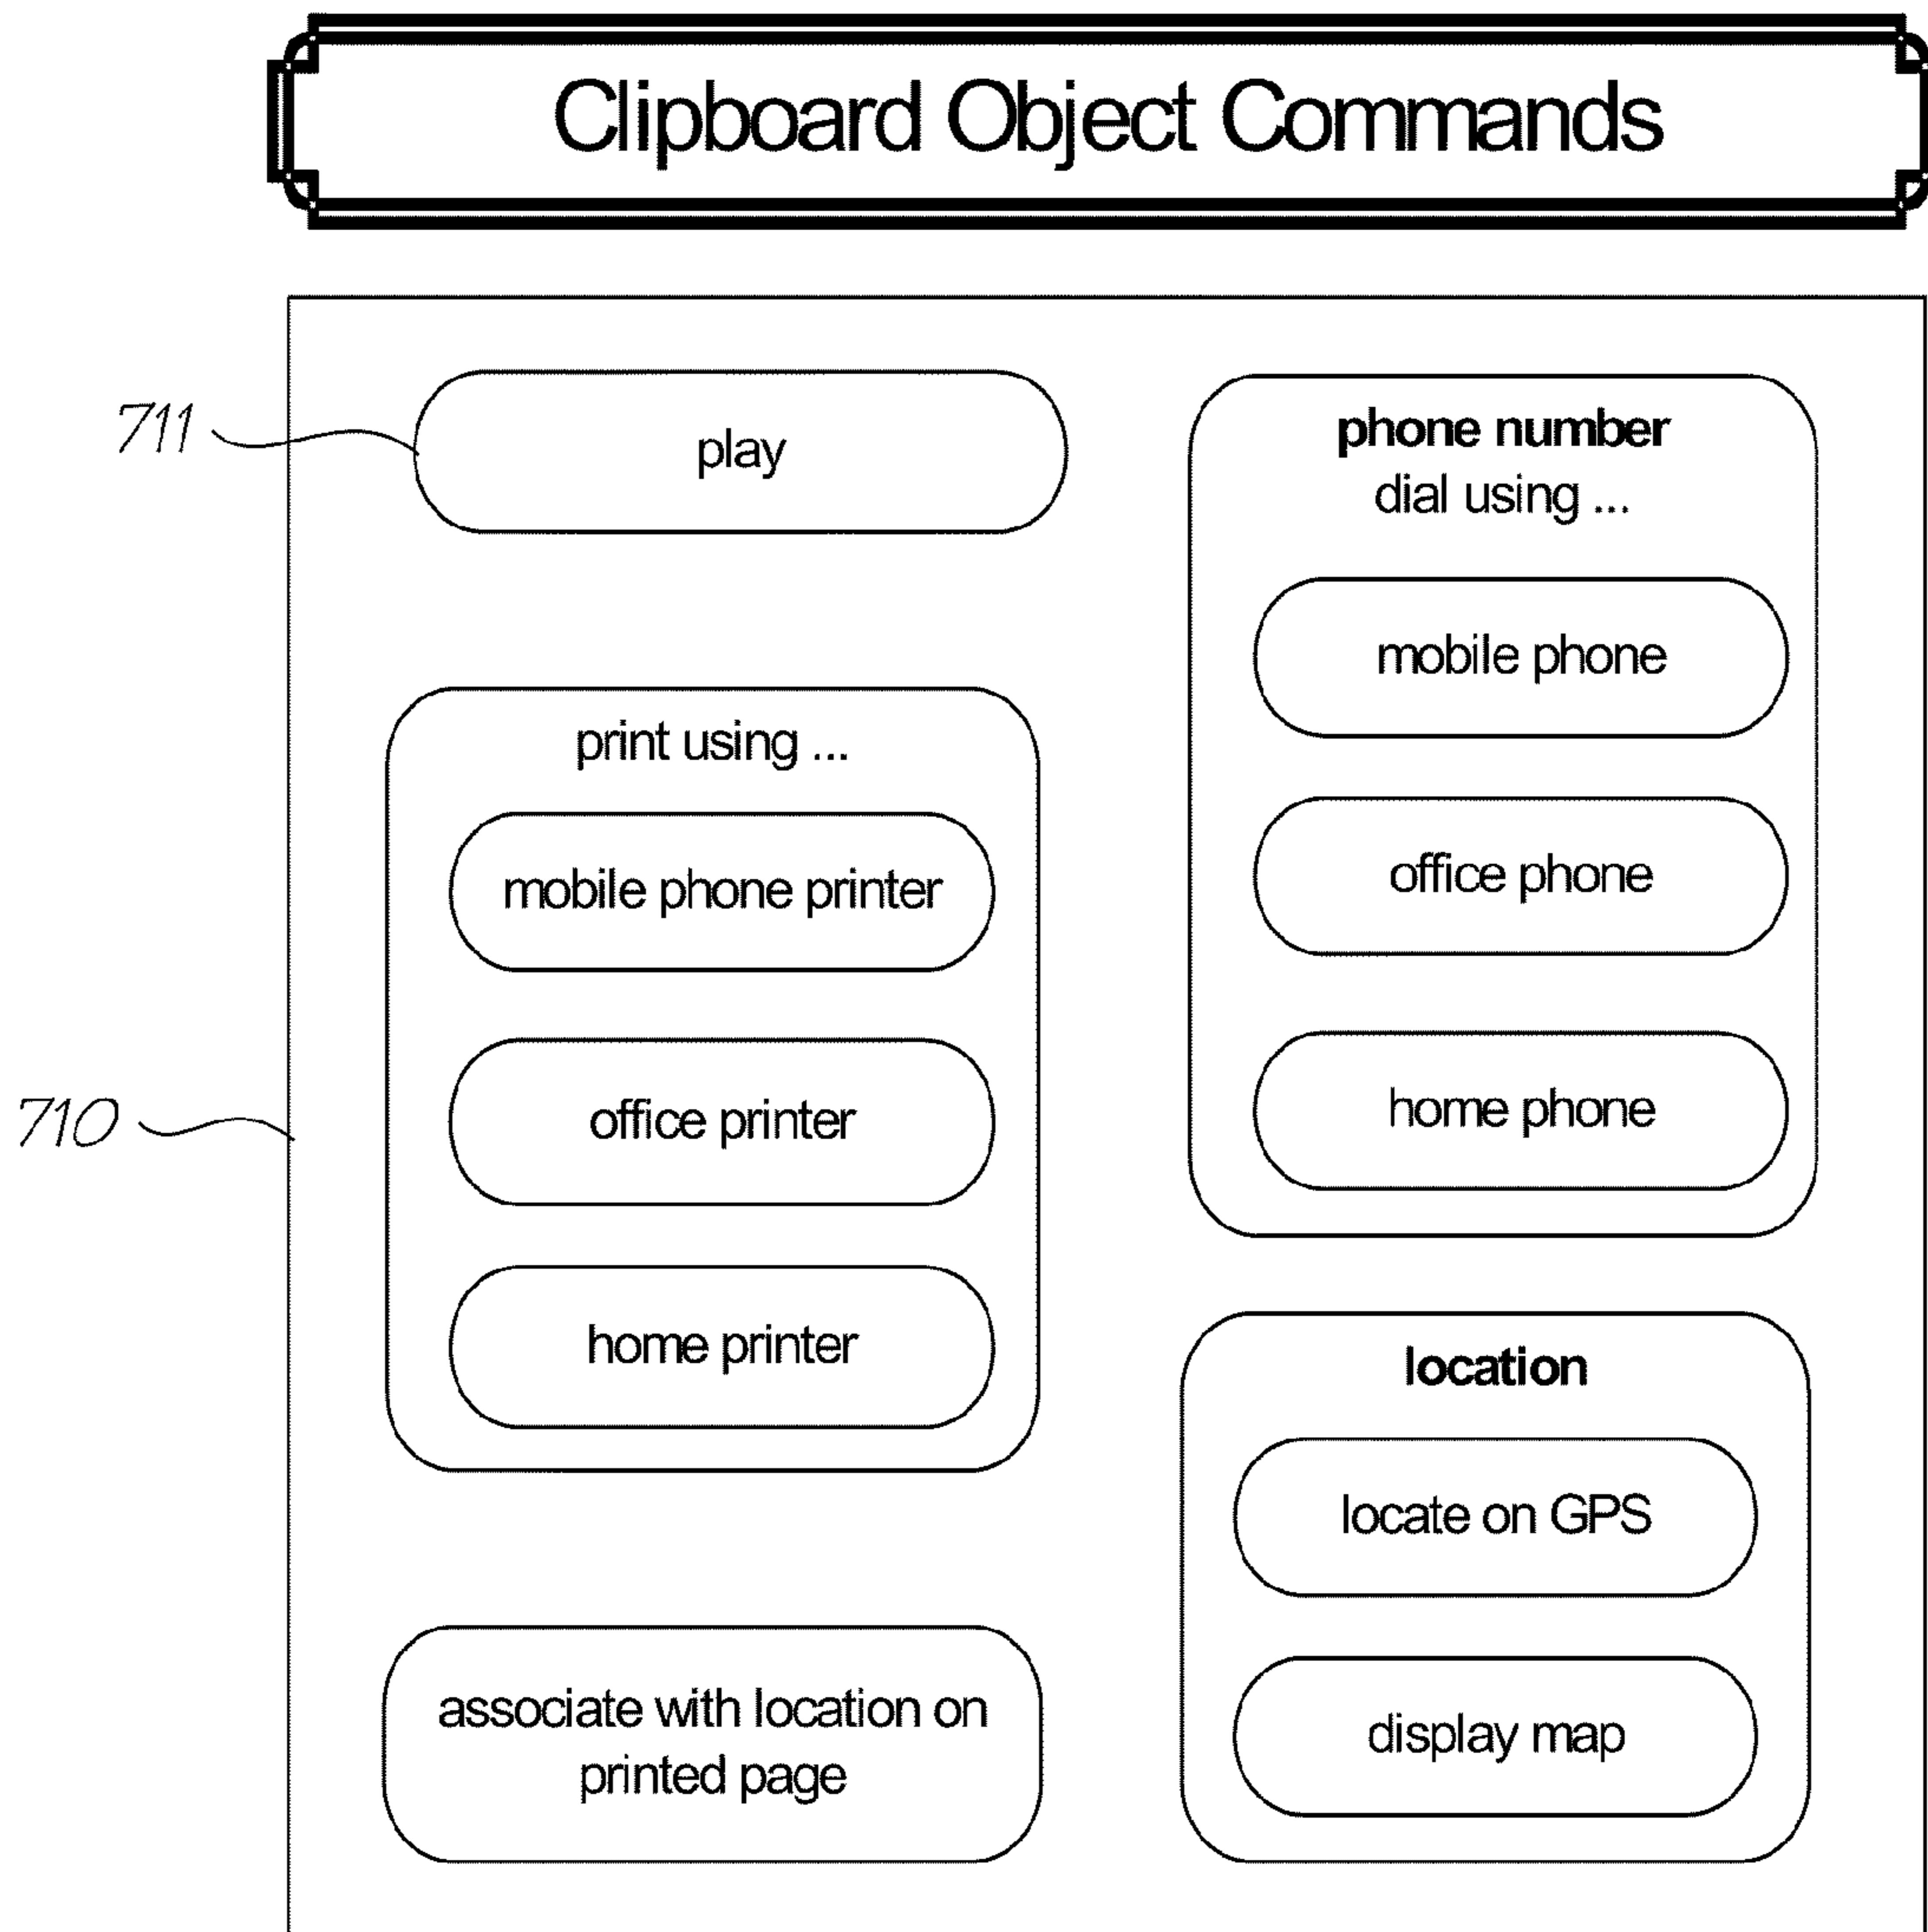 Clipboard Object Commands
711
play
print using ...
mobile phone printer
office printer
home printer
710
associate with location on
printed page
phone number
dial using ...
mobile phone
office phone
home phone
location
locate on GPS
display map